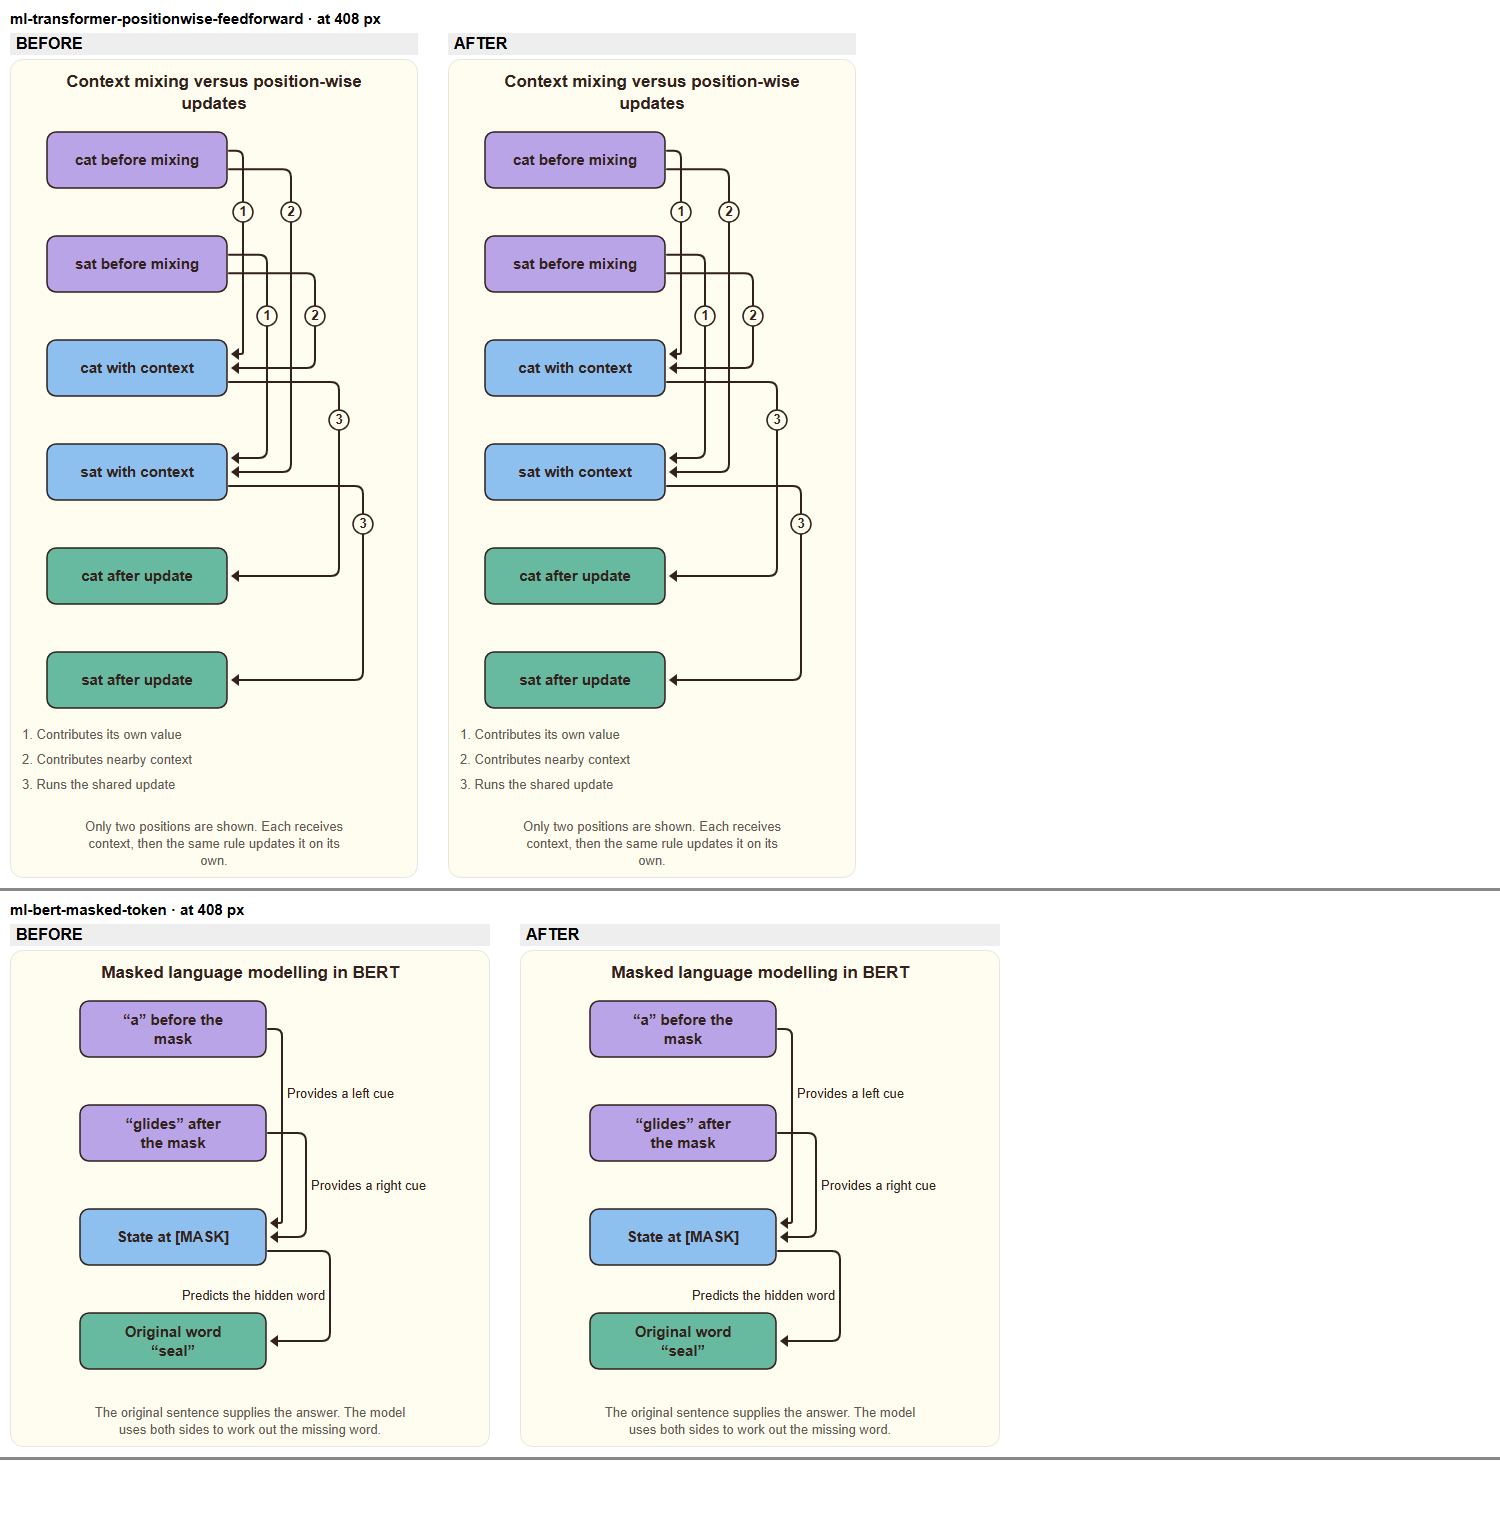 ml-transformer-positionwise-feedforward · at 408 px
BEFORE
Context mixing versus position-wise
updates
cat before mixing
1
2
sat before mixing
1
2
cat with context
3
sat with context
3
cat after update
sat after update
1. Contributes its own value
2. Contributes nearby context
3. Runs the shared update
Only two positions are shown. Each receives
context, then the same rule updates it on its
own.
AFTER
Context mixing versus position-wise
updates
cat before mixing
1
2
sat before mixing
1
2
cat with context
3
sat with context
3
cat after update
sat after update
1. Contributes its own value
2. Contributes nearby context
3. Runs the shared update
Only two positions are shown. Each receives
context, then the same rule updates it on its
own.
ml-bert-masked-token · at 408 px
BEFORE
Masked language modelling in BERT
“a” before the
mask
Provides a left cue
“glides” after
the mask
Provides a right cue
State at [MASK]
Predicts the hidden word
Original word
“seal”
The original sentence supplies the answer. The model
uses both sides to work out the missing word.
AFTER
Masked language modelling in BERT
“a” before the
mask
Provides a left cue
“glides” after
the mask
Provides a right cue
State at [MASK]
Predicts the hidden word
Original word
“seal”
The original sentence supplies the answer. The model
uses both sides to work out the missing word.